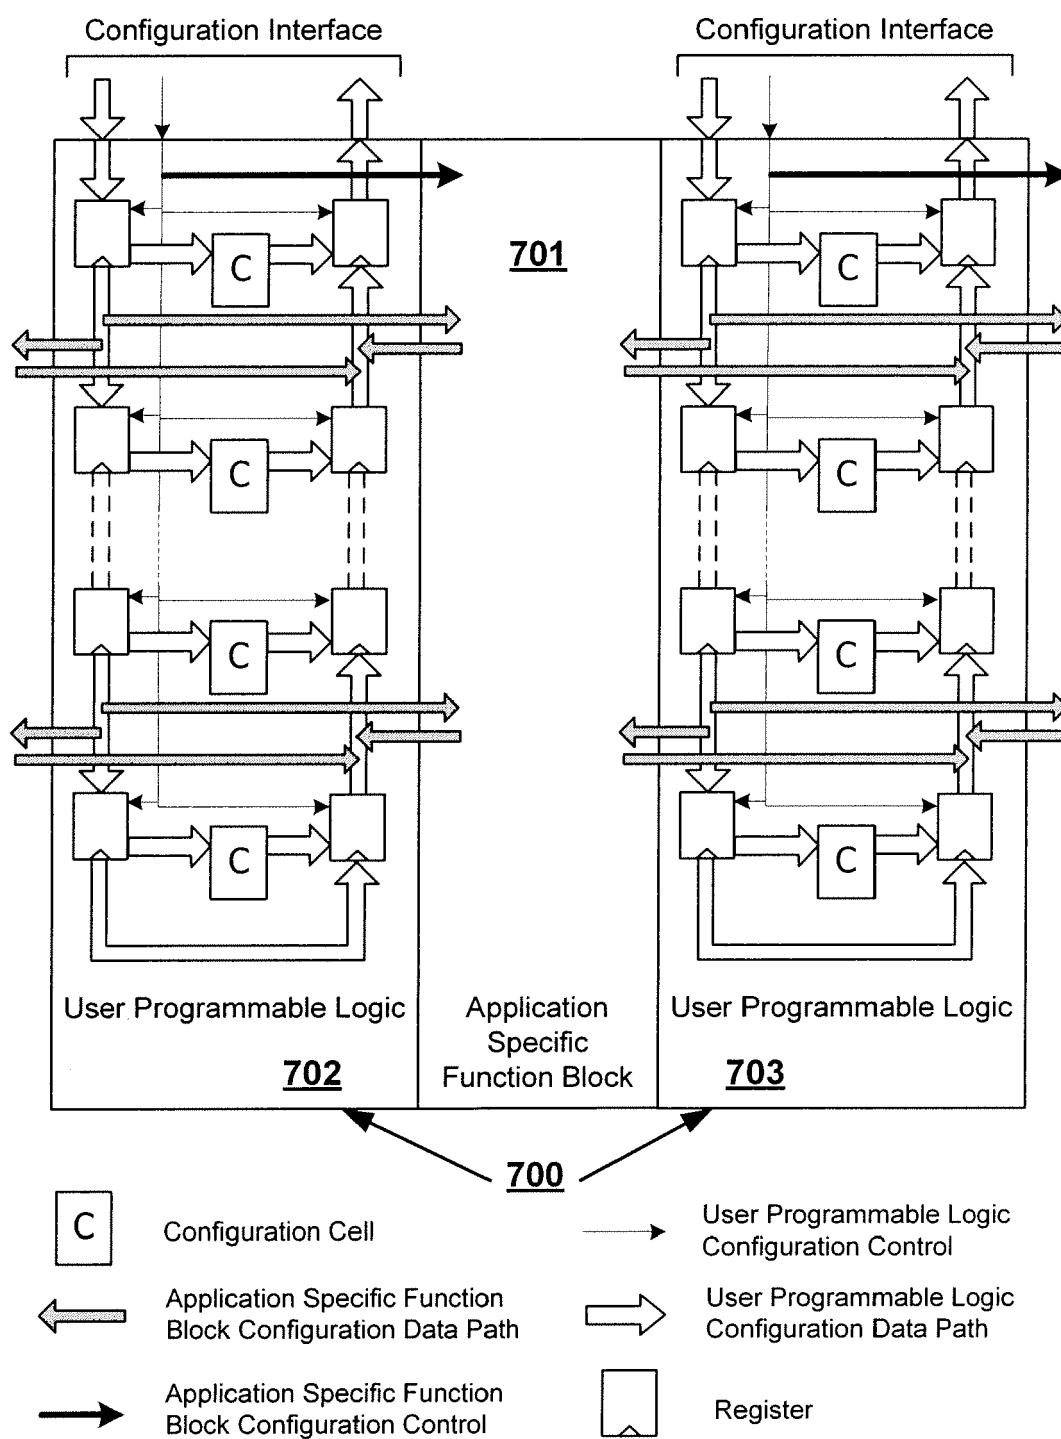 Configuration Interface
Configuration Interface
701
C
C
C
C
C
C
C
C
User Programmable Logic
Application
Specific
Function Block
User Programmable Logic
702
703
700
C
Configuration Cell
User Programmable Logic
Configuration Control
Application Specific Function
Block Configuration Data Path
User Programmable Logic
Configuration Data Path
Application Specific Function
Block Configuration Control
Register